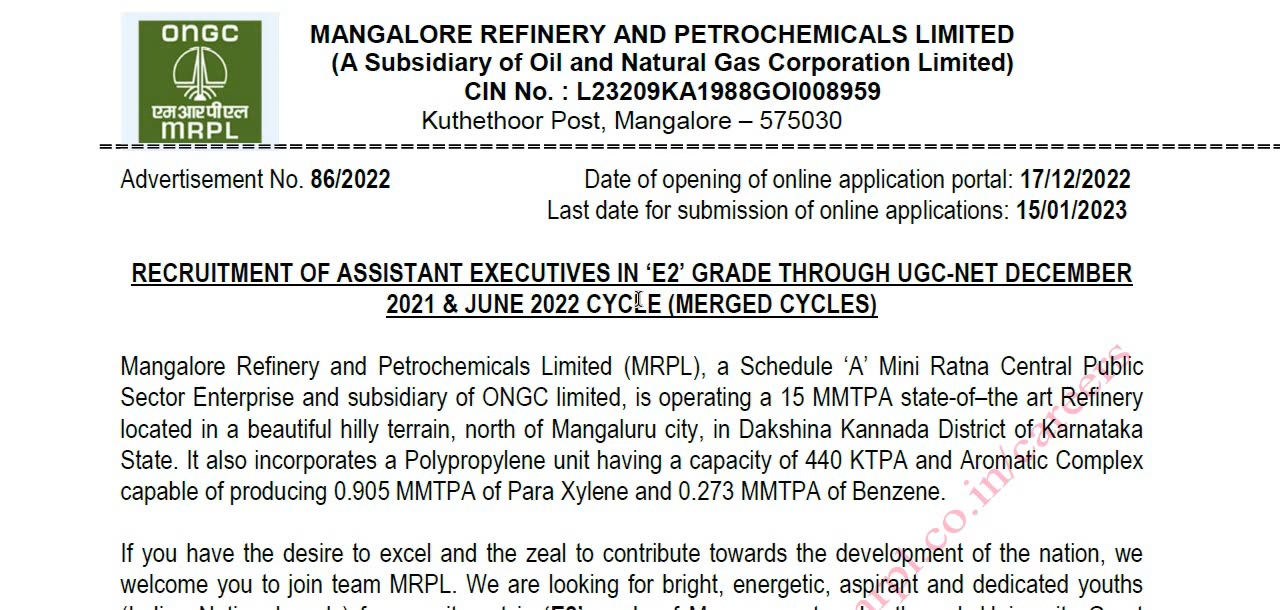 ONGC
एमआरपीएल
MRPL
MANGALORE REFINERY AND PETROCHEMICALS LIMITED
(A Subsidiary of Oil and Natural Gas Corporation Limited)
CIN No. : L23209KA1988GOI008959
Kuthethoor Post, Mangalore – 575030
Advertisement No. 86/2022 Date of opening of online application portal: 17/12/2022
Last date for submission of online applications: 15/01/2023
RECRUITMENT OF ASSISTANT EXECUTIVES IN ‘E2’ GRADE THROUGH UGC-NET DECEMBER
2021 & JUNE 2022 CYCLE (MERGED CYCLES)
Mangalore Refinery and Petrochemicals Limited (MRPL), a Schedule ‘A’ Mini Ratna Central Public
Sector Enterprise and subsidiary of ONGC limited, is operating a 15 MMTPA state-of–the art Refinery
located in a beautiful hilly terrain, north of Mangaluru city, in Dakshina Kannada District of Karnataka
State. It also incorporates a Polypropylene unit having a capacity of 440 KTPA and Aromatic Complex
capable of producing 0.905 MMTPA of Para Xylene and 0.273 MMTPA of Benzene.
If you have the desire to excel and the zeal to contribute towards the development of the nation, we
welcome you to join team MRPL. We are looking for bright, energetic, aspirant and dedicated youths
rpl.co.in/careers